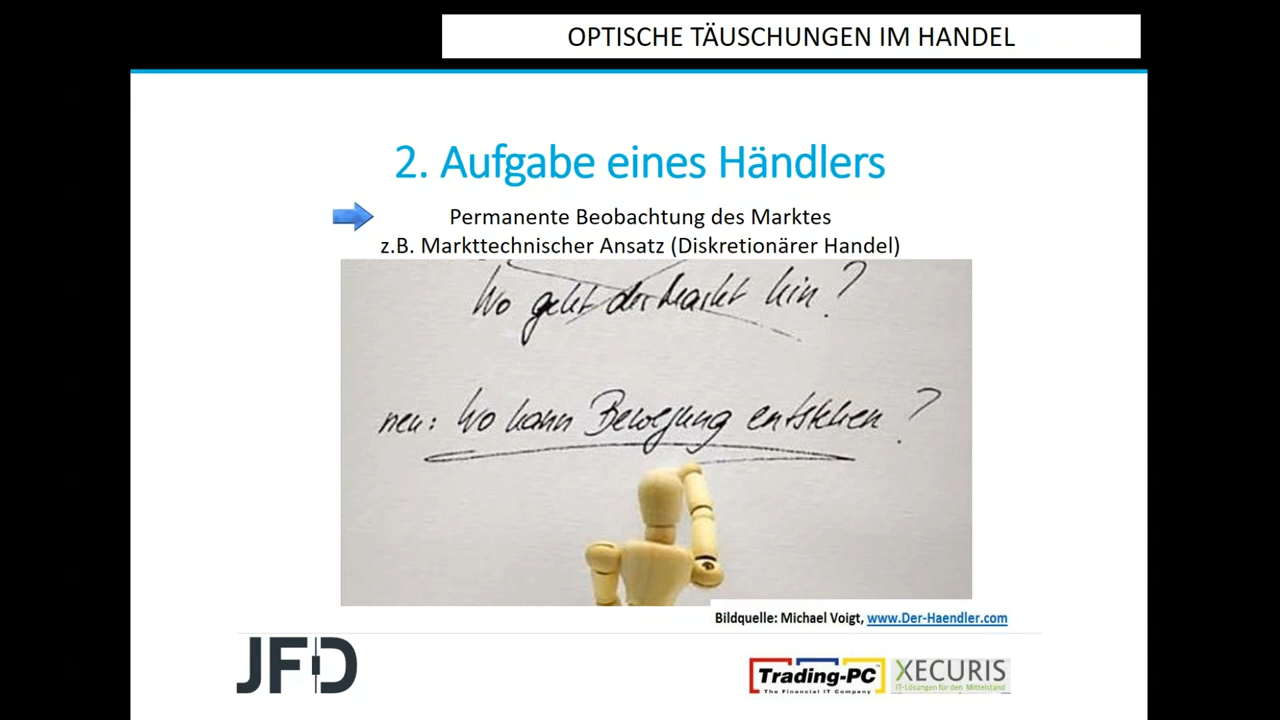 OPTISCHE TÄUSCHUNGEN IM HANDEL
2. Aufgabe eines Händlers
Permanente Beobachtung des Marktes
z.B. Markttechnischer Ansatz (Diskretionärer Handel)
Wo geht der Markt hin?
neu: Wo kann Bewegung entstehen?
Bildquelle: Michael Voigt, www.Der-Haendler.com
JFD
Trading-PC
The Financial IT Company
XECURIS
IT-Lösungen für den Mittelstand